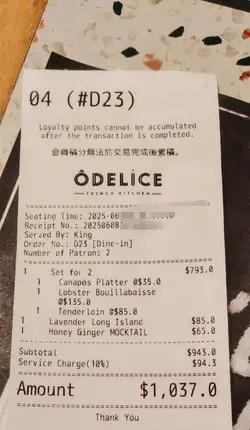 04 (#D23)
Loyalty points cannot be accumulated
after the transaction is completed.
會員積分無法於交易完成後累積。
ÔDELICE
FRENCH KITCHEN
Seating Time: 2025-06
Receipt No.: 20250608
Served By: King
Order No.: D23 [Dine-in]
Number of Patron: 2
1 Set for 2 $793.0
1 Canapés Platter @$35.0
1 Lobster Bouillabaisse
@$135.0
1 Tenderloin @$85.0
1 Lavender Long Island $85.0
1 Honey Ginger MOCKTAIL $65.0
Subtotal $943.0
Service Charge(10%) $94.3
Amount $1,037.0
Thank You